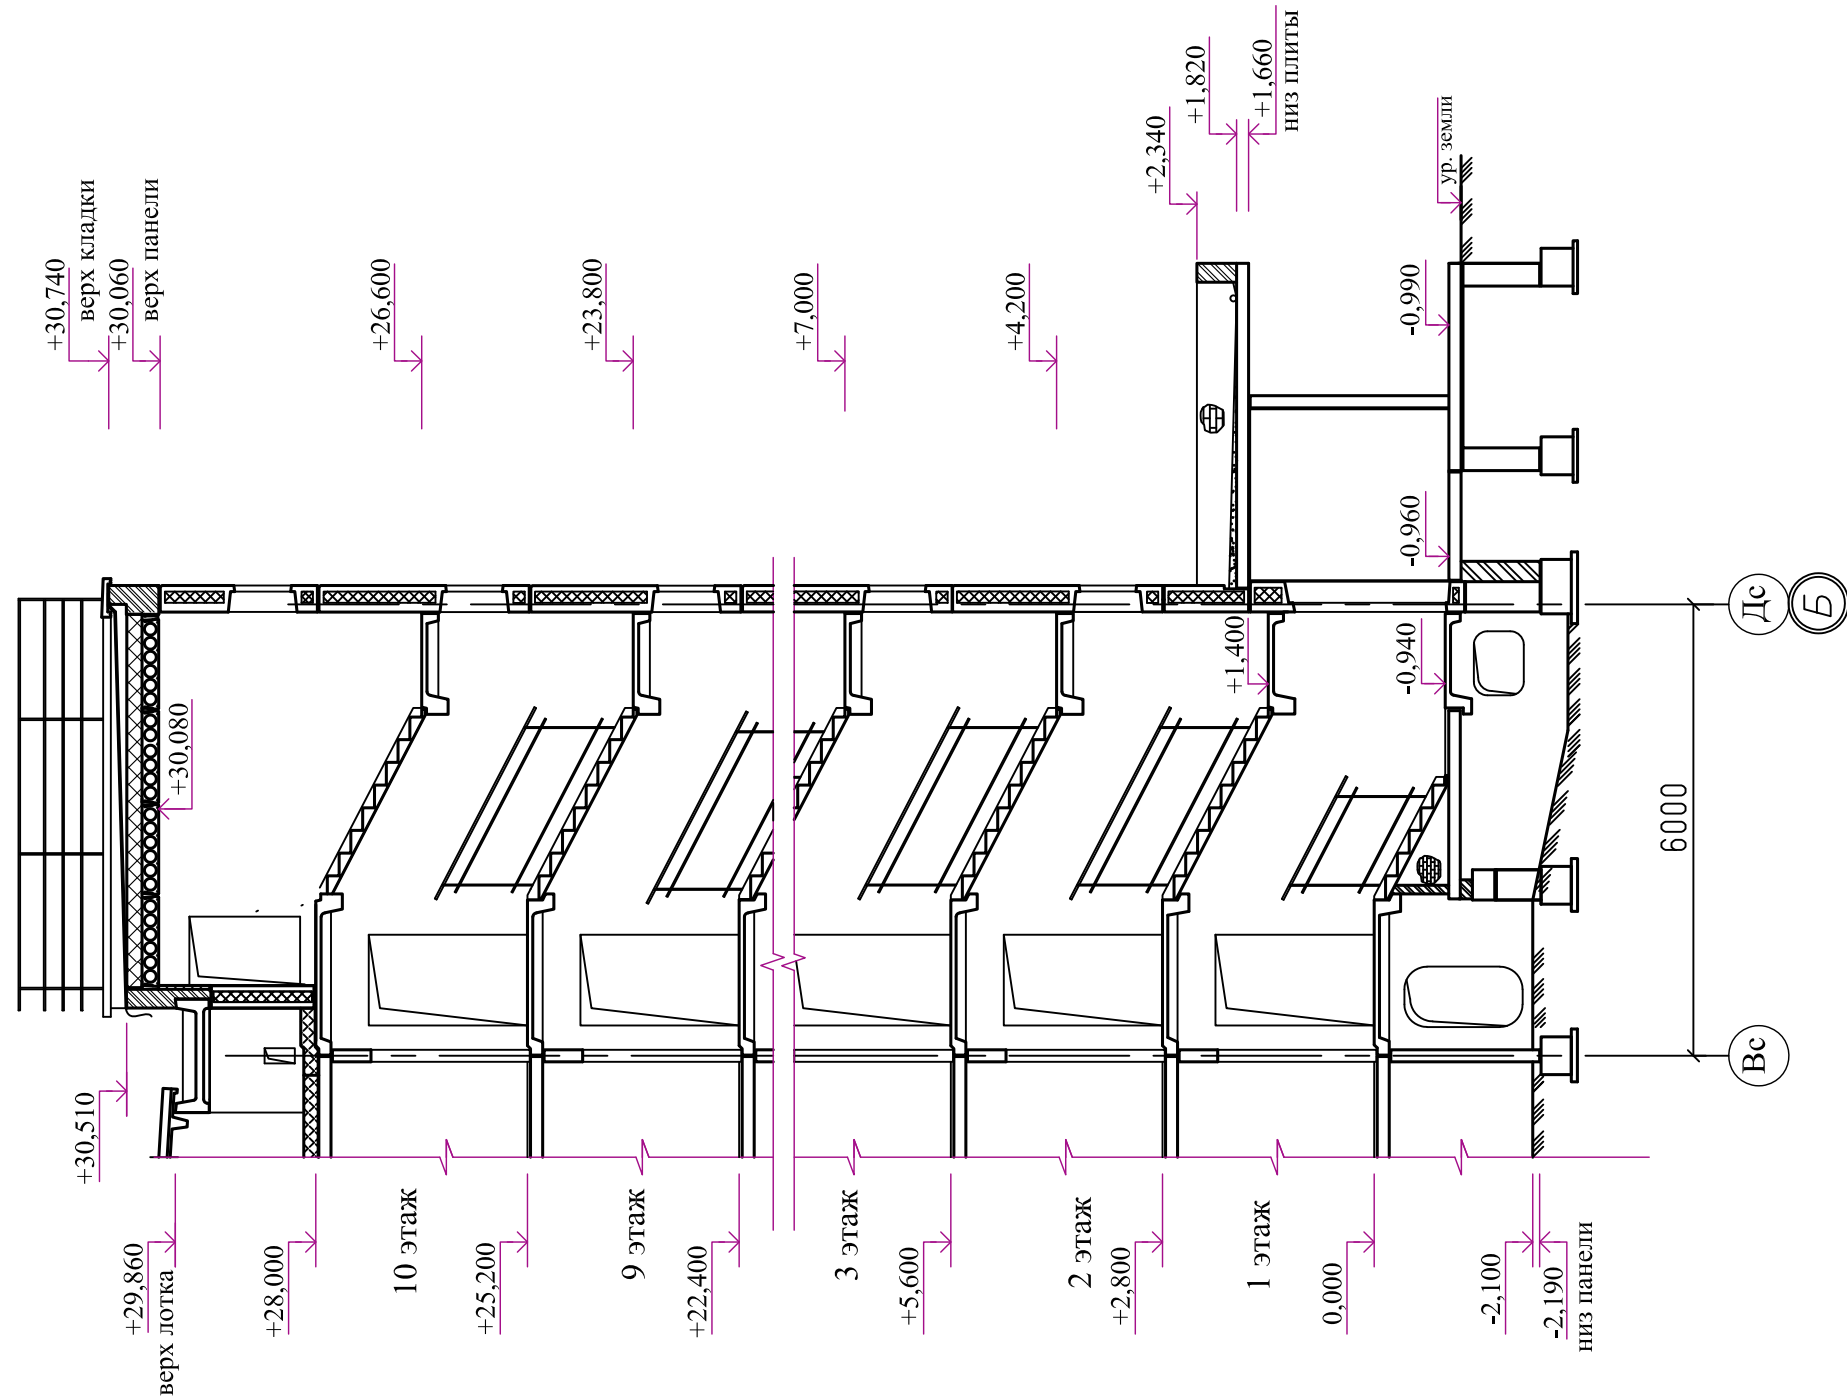 +30,740
верх кладки
+30,060
верх панели
+26,600
+23,800
+7,000
+4,200
+2,340
+1,820
+1,660
низ плиты
ур. земли
-0,990
-0,960
+1,400
-0,940
+30,080
+30,510
+29,860
верх лотка
+28,000
10 этаж
+25,200
9 этаж
+22,400
3 этаж
+5,600
2 этаж
+2,800
1 этаж
0,000
-2,100
-2,190
низ панели
6000
Дс
Б
Вс